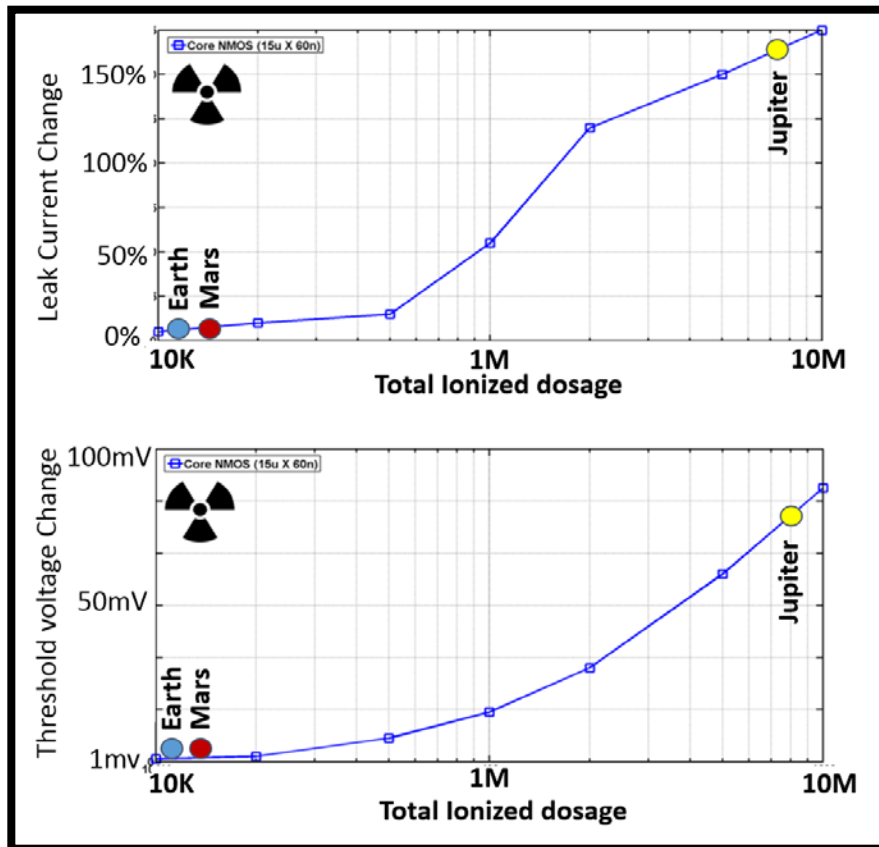 Core NMOS (15u X 60n)
Leak Current Change
150%
100%
50%
0%
Earth
Mars
Jupiter
10K
1M
10M
Total Ionized dosage
Core NMOS (15u X 60n)
Threshold voltage Change
100mV
50mV
1mv
Earth
Mars
Jupiter
10K
1M
10M
Total Ionized dosage